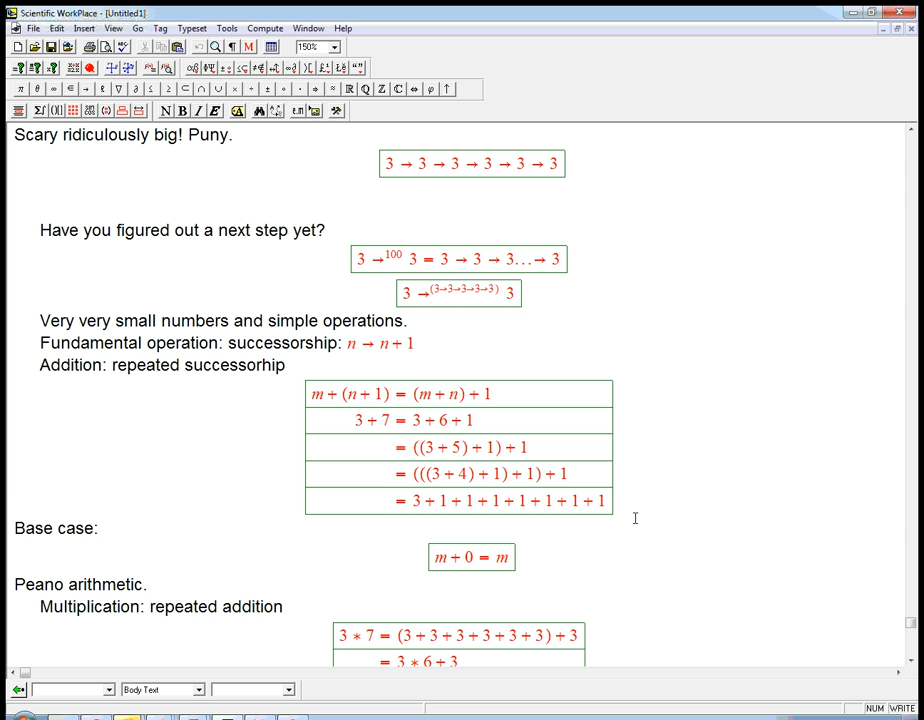 Scientific WorkPlace - [Untitled1]
File Edit Insert View Go Tag Typeset Tools Compute Window Help
150%
N B I E
Scary ridiculously big! Puny.
3 → 3 → 3 → 3 → 3 → 3
Have you figured out a next step yet?
3 →^100 3 = 3 → 3 → 3…→ 3
3 →^(3→3→3→3→3) 3
Very very small numbers and simple operations.
Fundamental operation: successorship: n → n + 1
Addition: repeated successorhip
m + (n + 1) = (m + n) + 1
3 + 7 = 3 + 6 + 1
= ((3 + 5) + 1) + 1
= (((3 + 4) + 1) + 1) + 1
= 3 + 1 + 1 + 1 + 1 + 1 + 1 + 1
Base case:
m + 0 = m
Peano arithmetic.
Multiplication: repeated addition
3 * 7 = (3 + 3 + 3 + 3 + 3 + 3) + 3
= 3 * 6 + 3
Body Text
NUM WRITE